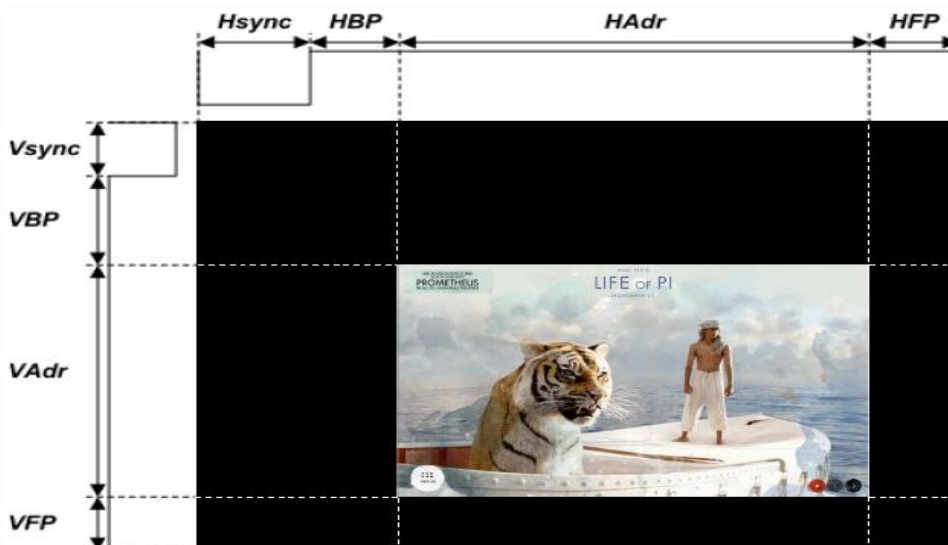 Hsync HBP HAdr HFP
Vsync
VBP
VAdr
VFP
PROMETHEUS
LIFE OF PI